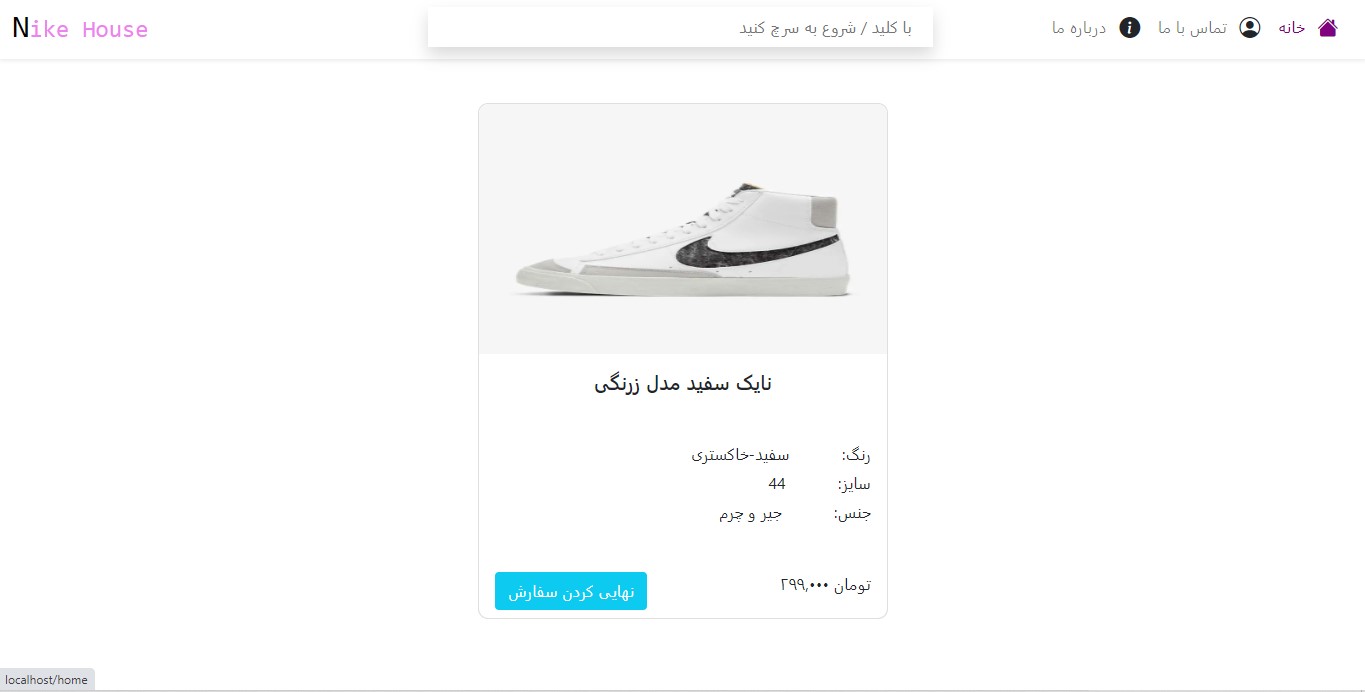 Nike House
با کلید / شروع به سرچ کنید
خانه
تماس با ما
درباره ما
نایک سفید مدل زرنگی
رنگ: سفید-خاکستری
سایز: 44
جنس: جیر و چرم
تومان ۲۹۹,۰۰۰
نهایی کردن سفارش
localhost/home